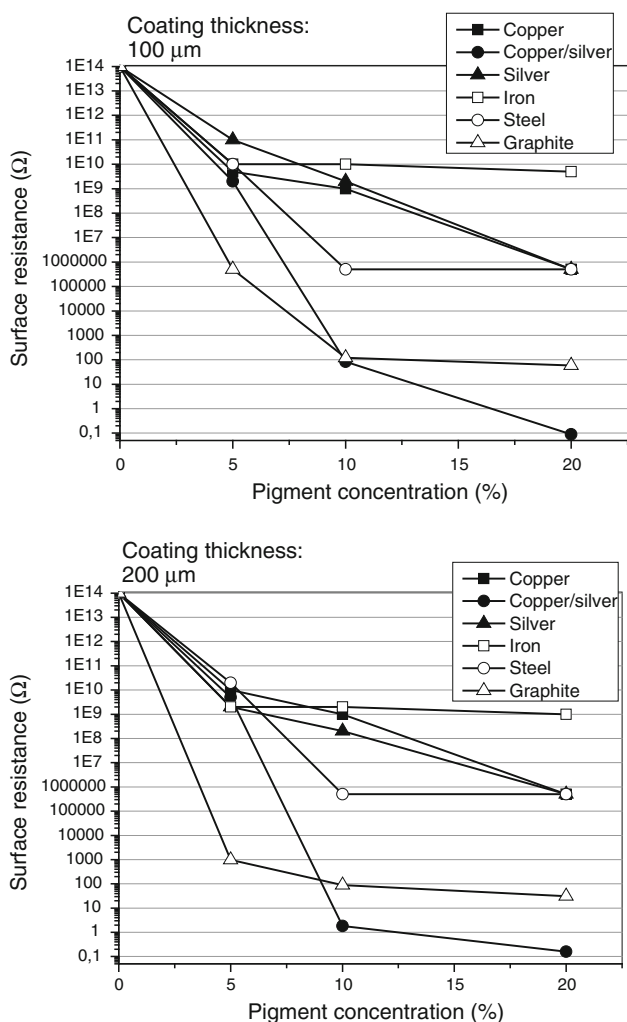 Coating thickness:
100 μm
Copper
Copper/silver
Silver
Iron
Steel
Graphite
1E14
1E13
1E12
1E11
1E10
1E9
1E8
1E7
1000000
100000
10000
1000
100
10
1
0,1
Surface resistance (Ω)
0 5 10 15 20
Pigment concentration (%)
Coating thickness:
200 μm
Copper
Copper/silver
Silver
Iron
Steel
Graphite
1E14
1E13
1E12
1E11
1E10
1E9
1E8
1E7
1000000
100000
10000
1000
100
10
1
0,1
Surface resistance (Ω)
0 5 10 15 20
Pigment concentration (%)